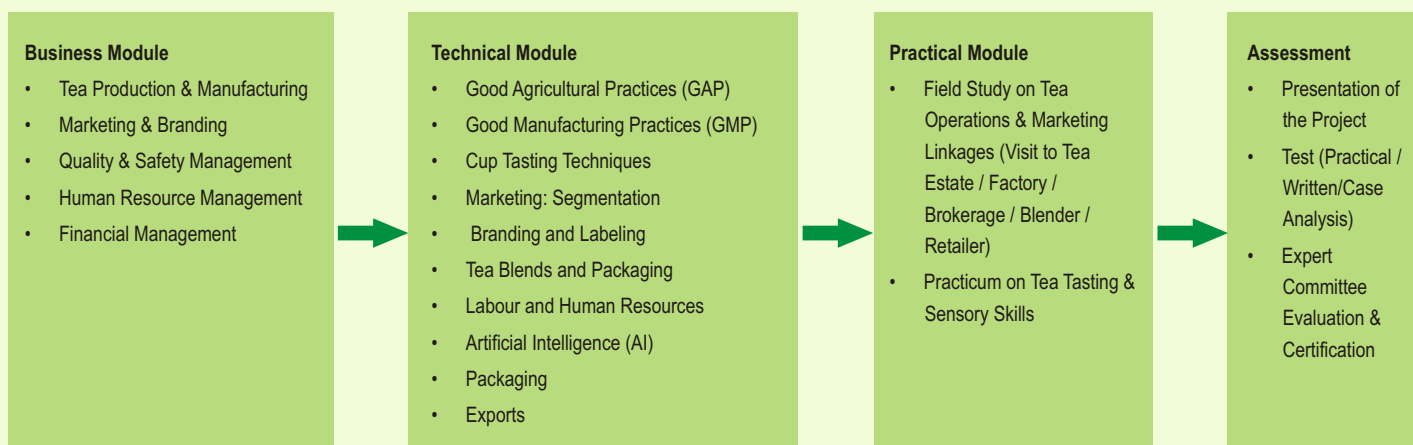 Business Module
• Tea Production & Manufacturing
• Marketing & Branding
• Quality & Safety Management
• Human Resource Management
• Financial Management
Technical Module
• Good Agricultural Practices (GAP)
• Good Manufacturing Practices (GMP)
• Cup Tasting Techniques
• Marketing: Segmentation
• Branding and Labeling
• Tea Blends and Packaging
• Labour and Human Resources
• Artificial Intelligence (AI)
• Packaging
• Exports
Practical Module
• Field Study on Tea
Operations & Marketing
Linkages (Visit to Tea
Estate / Factory /
Brokerage / Blender /
Retailer)
• Practicum on Tea Tasting &
Sensory Skills
Assessment
• Presentation of
the Project
• Test (Practical /
Written/Case
Analysis)
• Expert
Committee
Evaluation &
Certification